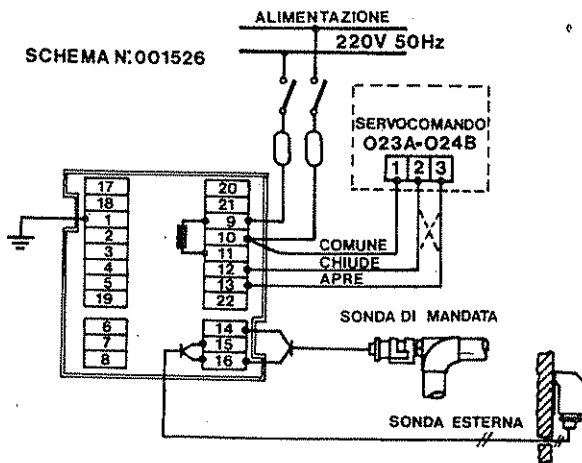 ALIMENTAZIONE
220V 50Hz
SCHEMA N:001526
SERVOCOMANDO
023A-024B
1 2 3
17
18
1
2
3
4
5
19
6
7
8
20
21
9
10
11
12
13
22
14
15
16
COMUNE
CHIUDE
APRE
A
SONDA DI MANDATA
SONDA ESTERNA